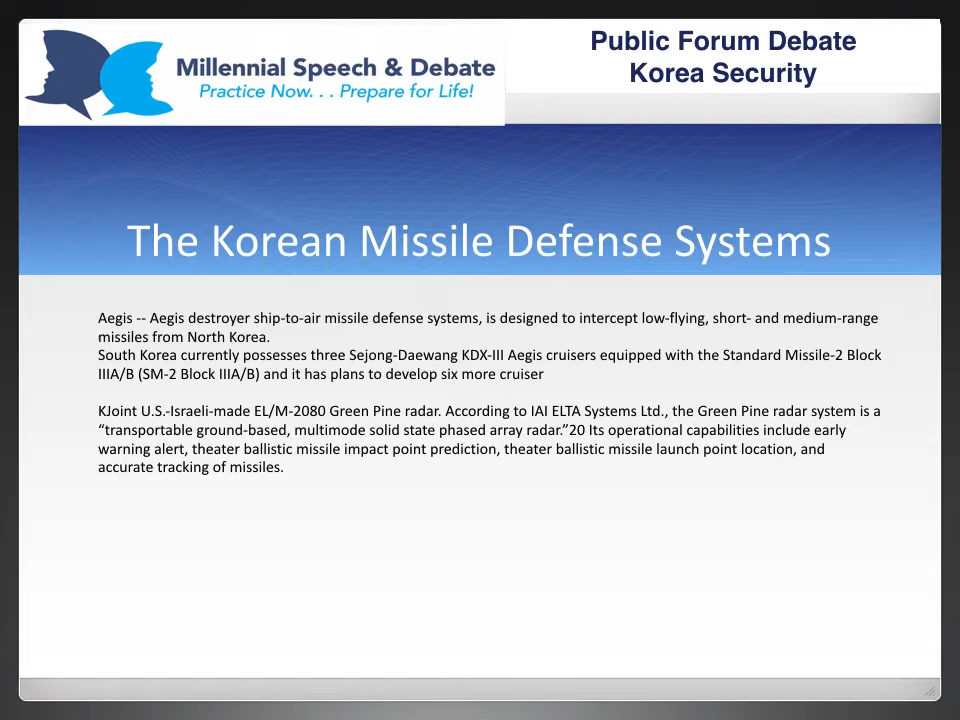 Millennial Speech & Debate
Practice Now. . . Prepare for Life!
Public Forum Debate
Korea Security
The Korean Missile Defense Systems
Aegis -- Aegis destroyer ship-to-air missile defense systems, is designed to intercept low-flying, short- and medium-range
missiles from North Korea.
South Korea currently possesses three Sejong-Daewang KDX-III Aegis cruisers equipped with the Standard Missile-2 Block
IIIA/B (SM-2 Block IIIA/B) and it has plans to develop six more cruiser
KJoint U.S.-Israeli-made EL/M-2080 Green Pine radar. According to IAI ELTA Systems Ltd., the Green Pine radar system is a
“transportable ground-based, multimode solid state phased array radar.”20 Its operational capabilities include early
warning alert, theater ballistic missile impact point prediction, theater ballistic missile launch point location, and
accurate tracking of missiles.